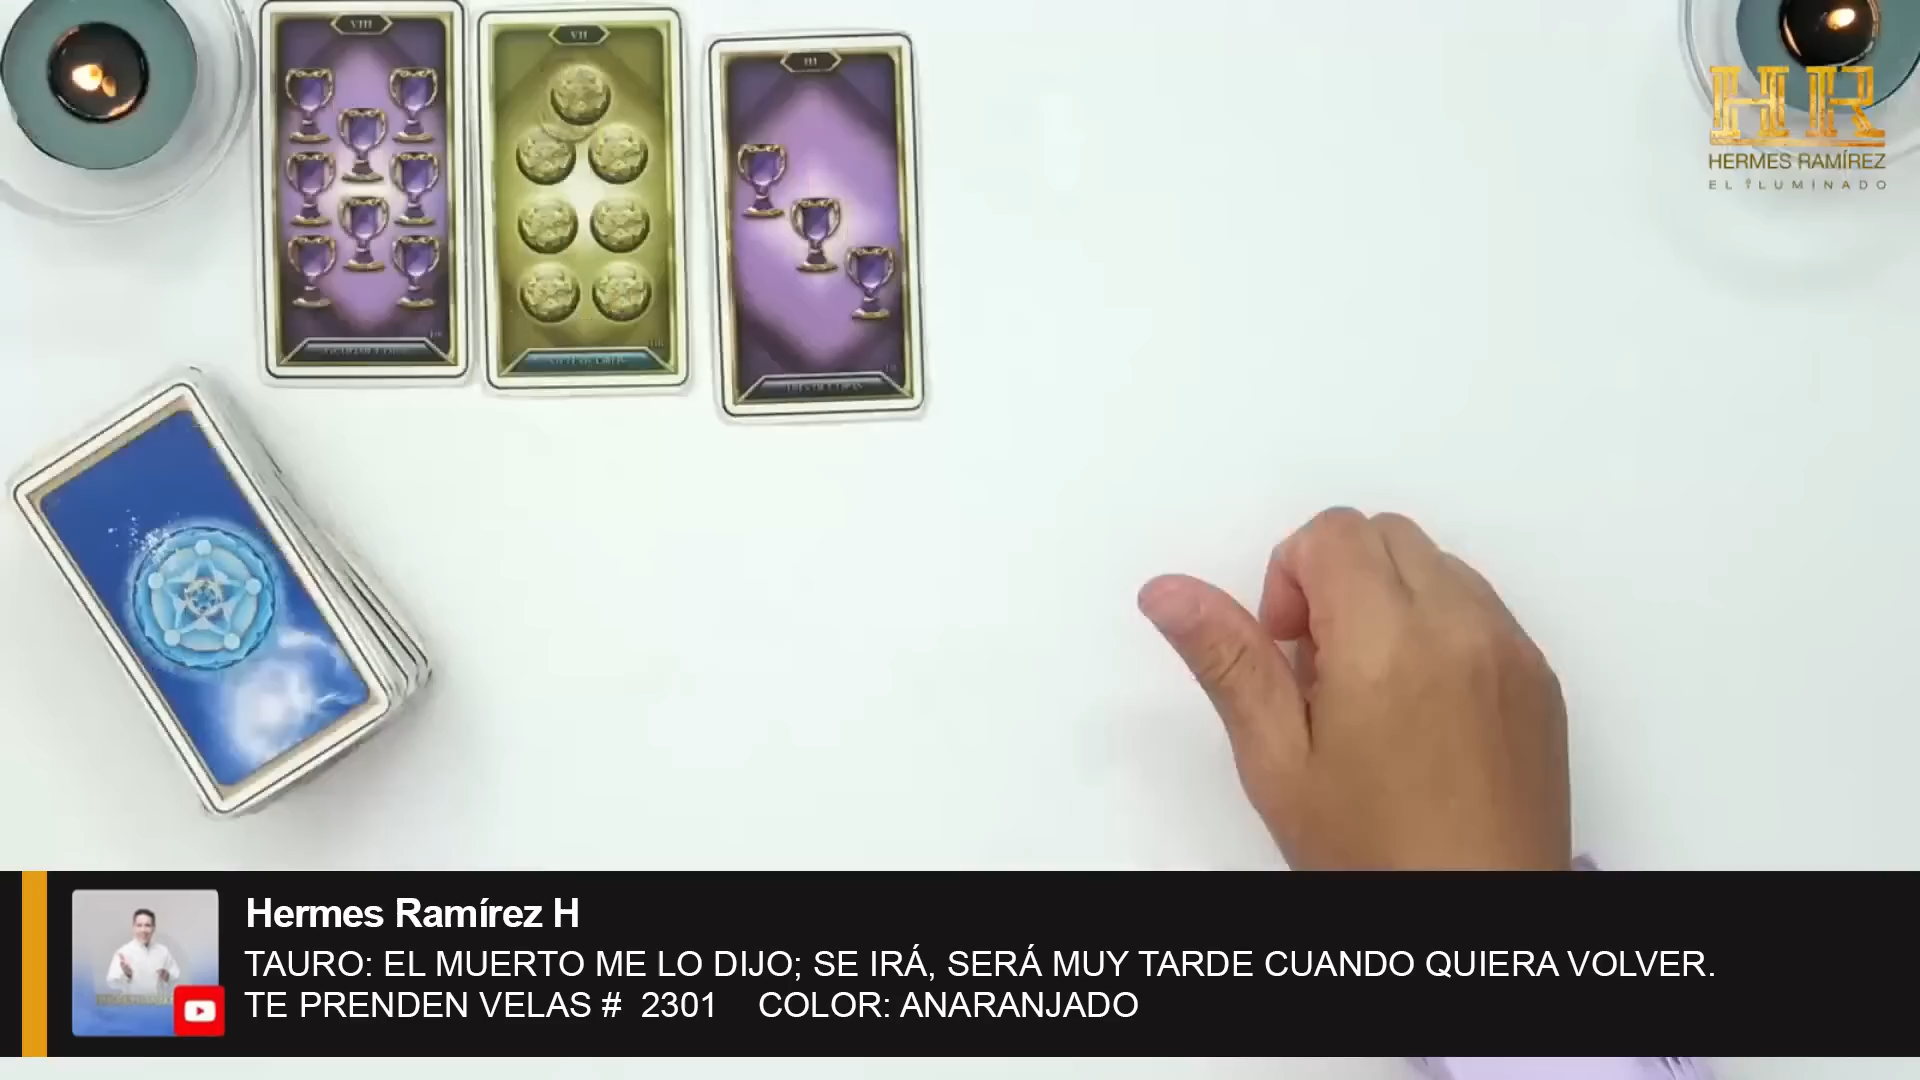 VIII
VII
III
HR
HERMES RAMÍREZ
EL ILUMINADO
Hermes Ramírez H
TAURO: EL MUERTO ME LO DIJO; SE IRÁ, SERÁ MUY TARDE CUANDO QUIERA VOLVER.
TE PRENDEN VELAS # 2301 COLOR: ANARANJADO